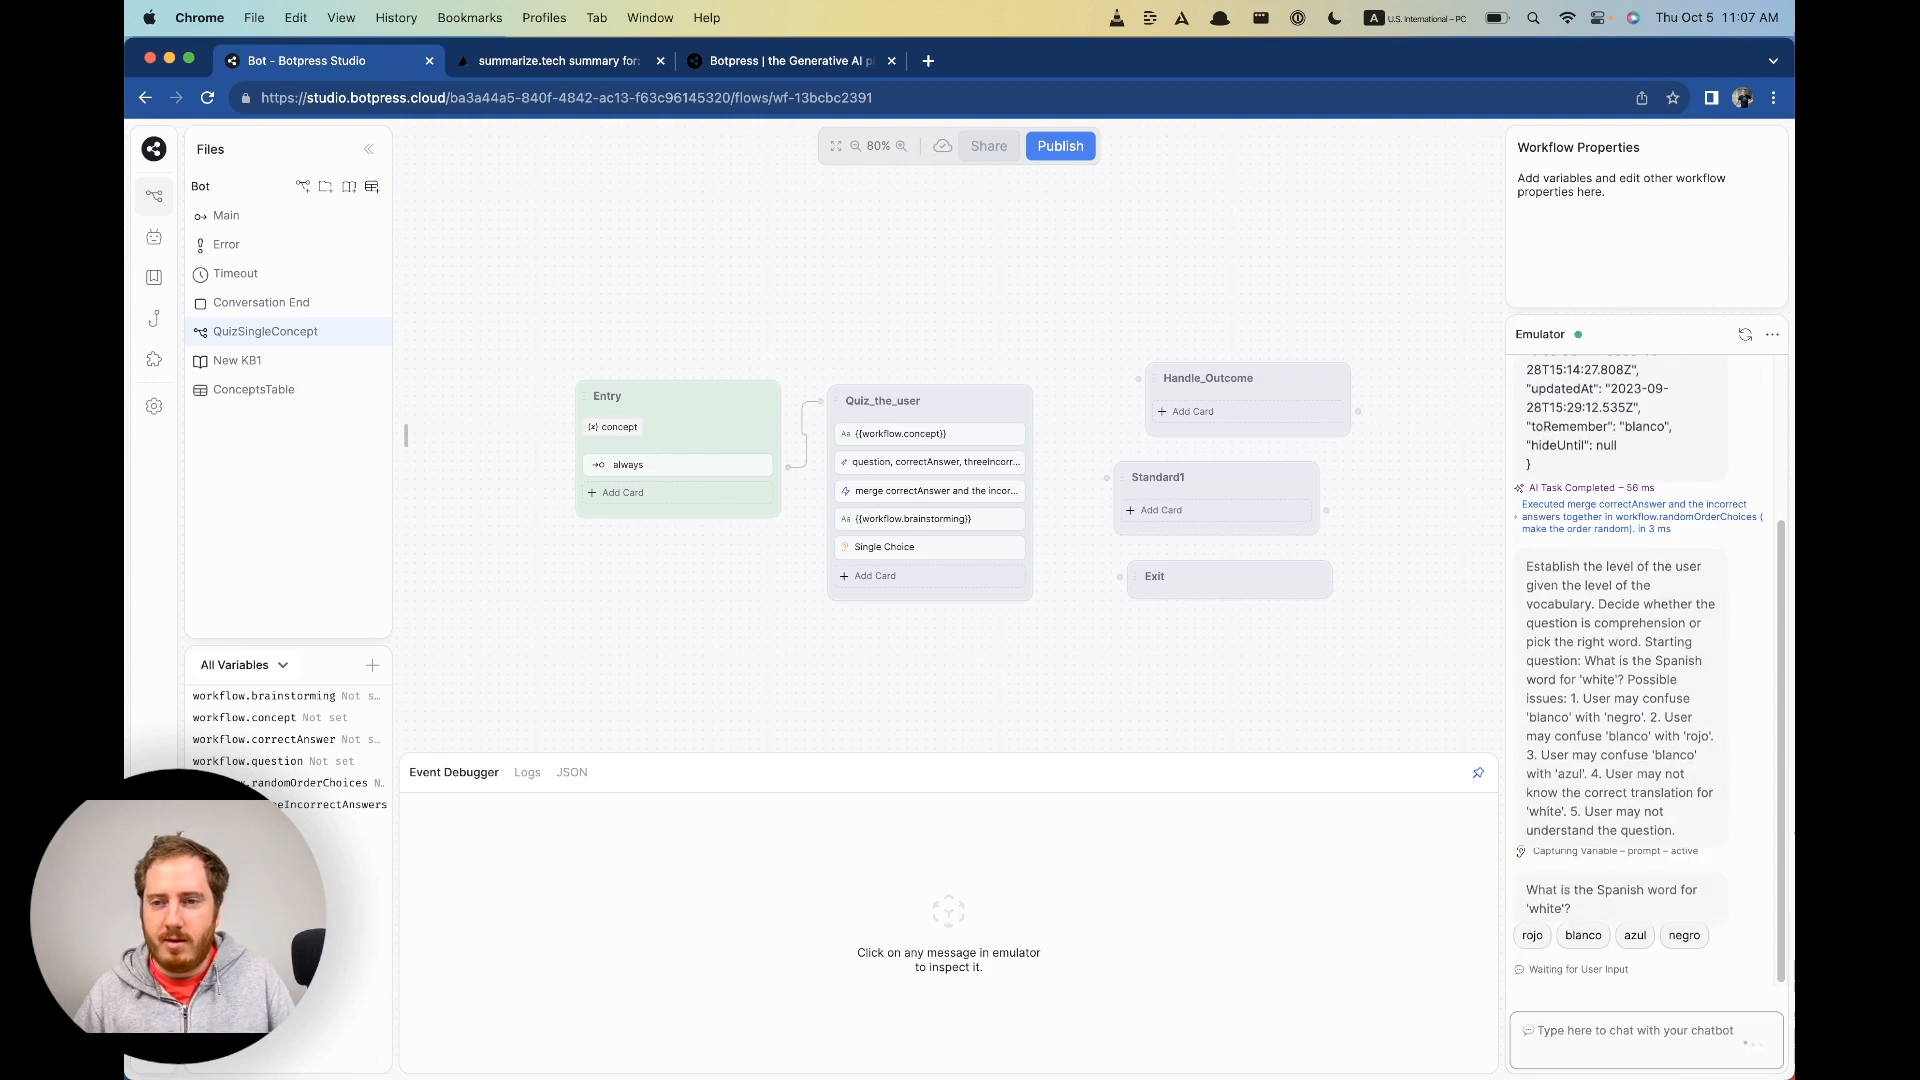 Chrome File Edit View History Bookmarks Profiles Tab Window Help
A U.S. International – PC Thu Oct 5 11:07 AM
Bot - Botpress Studio
summarize.tech summary for:
Botpress | the Generative AI pl
https://studio.botpress.cloud/ba3a44a5-840f-4842-ac13-f63c96145320/flows/wf-13bcbc2391
Files
Bot
Main
Error
Timeout
Conversation End
QuizSingleConcept
New KB1
ConceptsTable
All Variables
workflow.brainstorming Not s…
workflow.concept Not set
workflow.correctAnswer Not s…
workflow.question Not set
.randomOrderChoices N…
eeIncorrectAnswers
80% Share Publish
Entry
(x) concept
always
+ Add Card
Quiz_the_user
Aa {{workflow.concept}}
question, correctAnswer, threeIncorr...
merge correctAnswer and the incor...
Aa {{workflow.brainstorming}}
Single Choice
+ Add Card
Handle_Outcome
+ Add Card
Standard1
+ Add Card
Exit
Event Debugger Logs JSON
Click on any message in emulator
to inspect it.
Workflow Properties
Add variables and edit other workflow
properties here.
Emulator
28T15:14:27.808Z",
"updatedAt": "2023-09-
28T15:29:12.535Z",
"toRemember": "blanco",
"hideUntil": null
}
AI Task Completed – 56 ms
Executed merge correctAnswer and the incorrect
answers together in workflow.randomOrderChoices (
make the order random). in 3 ms
Establish the level of the user
given the level of the
vocabulary. Decide whether the
question is comprehension or
pick the right word. Starting
question: What is the Spanish
word for 'white'? Possible
issues: 1. User may confuse
'blanco' with 'negro'. 2. User
may confuse 'blanco' with 'rojo'.
3. User may confuse 'blanco'
with 'azul'. 4. User may not
know the correct translation for
'white'. 5. User may not
understand the question.
Capturing Variable – prompt – active
What is the Spanish word for
'white'?
rojo blanco azul negro
Waiting for User Input
Type here to chat with your chatbot